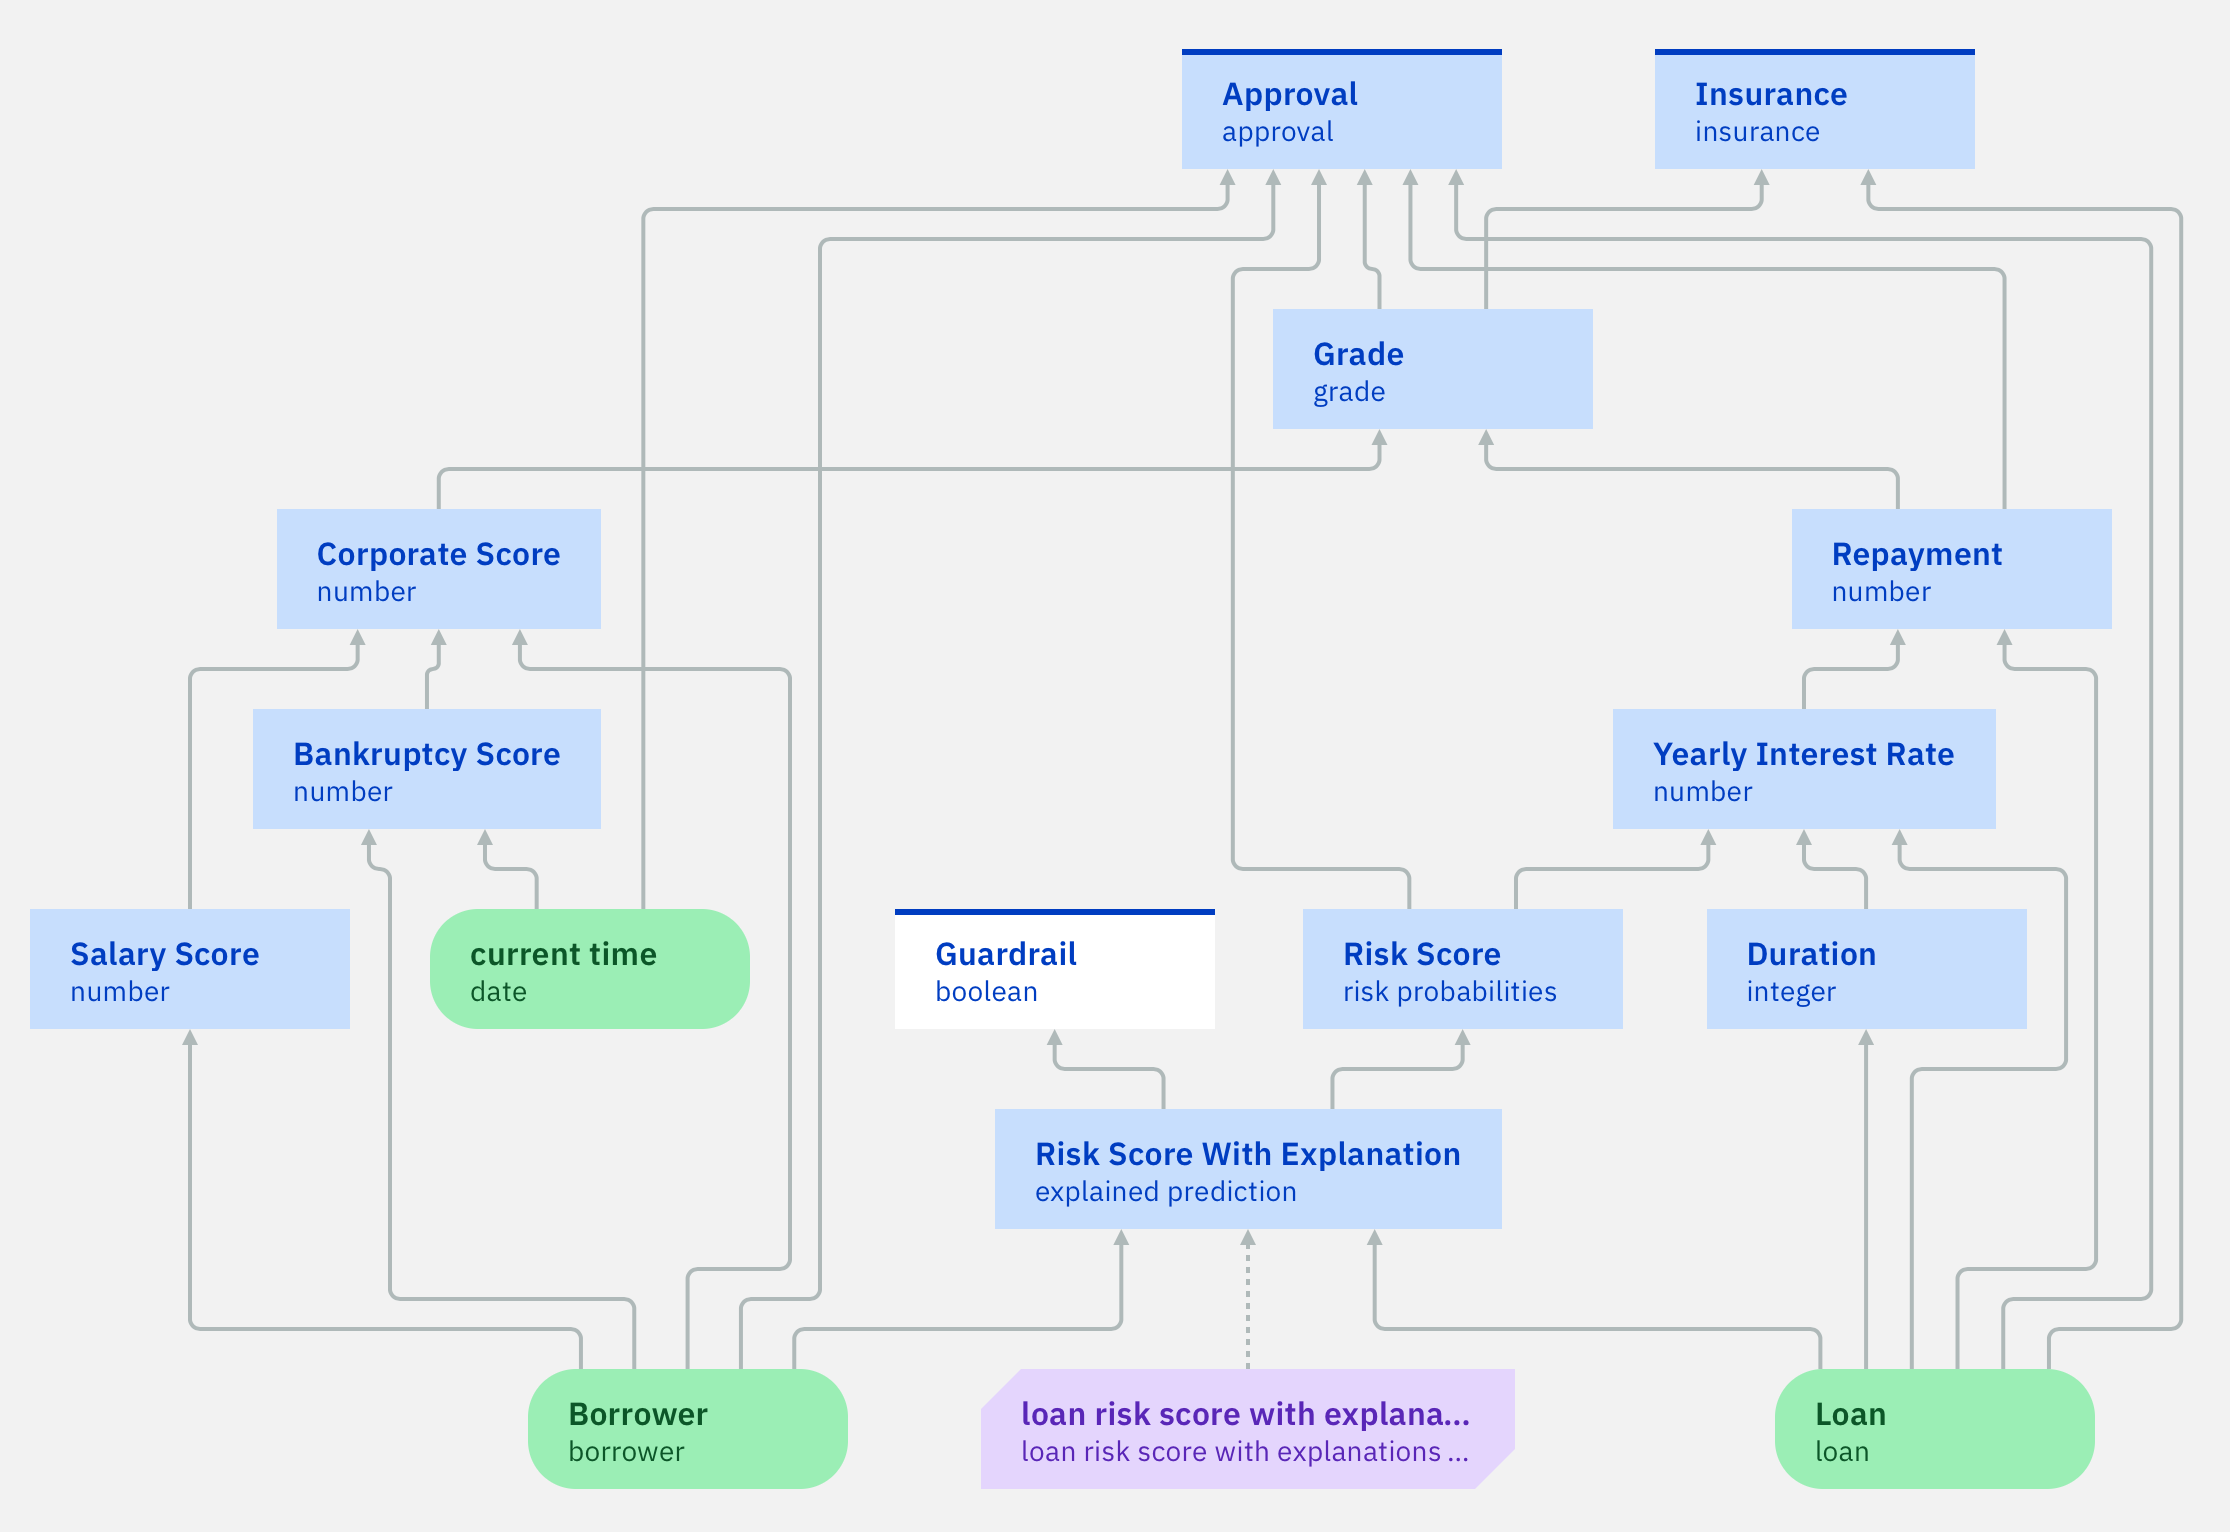 Approval
approval
Insurance
insurance
Grade
grade
Corporate Score
number
Repayment
number
Bankruptcy Score
number
Yearly Interest Rate
number
Salary Score
number
current time
date
Guardrail
boolean
Risk Score
risk probabilities
Duration
integer
Risk Score With Explanation
explained prediction
Borrower
borrower
loan risk score with explana...
loan risk score with explanations ...
Loan
loan